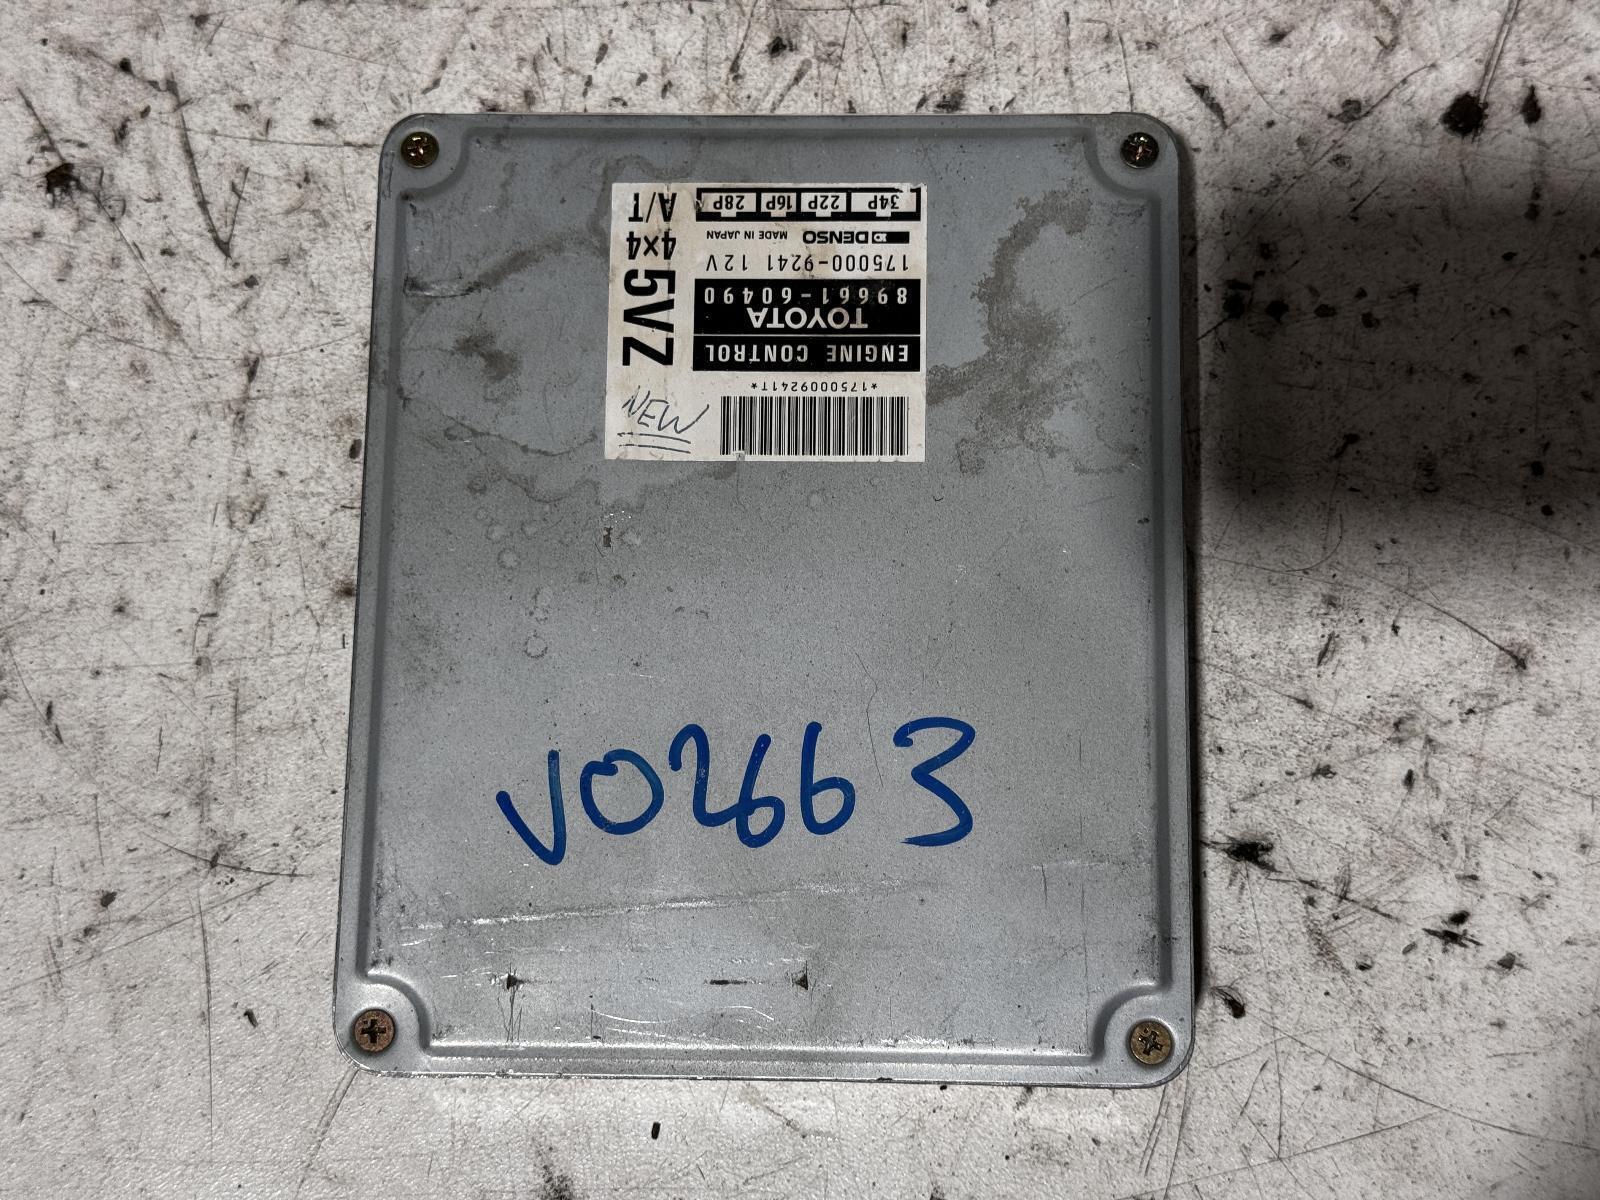 ENGINE CONTROL
TOYOTA
89661-60490
175000-9241 12V
DENSO MADE IN JAPAN
34P 22P 16P 28P
*1750009241T*
5VZ
4×4
A/T
NEW
V02663